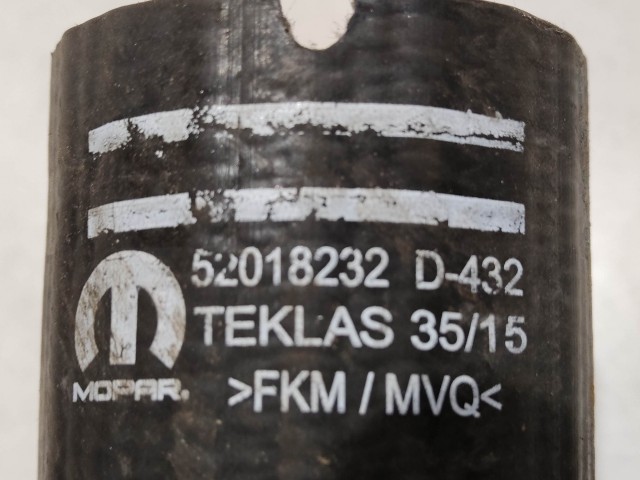 52018232 D-432
TEKLAS 35/15
MOPAR.
>FKM / MVQ<